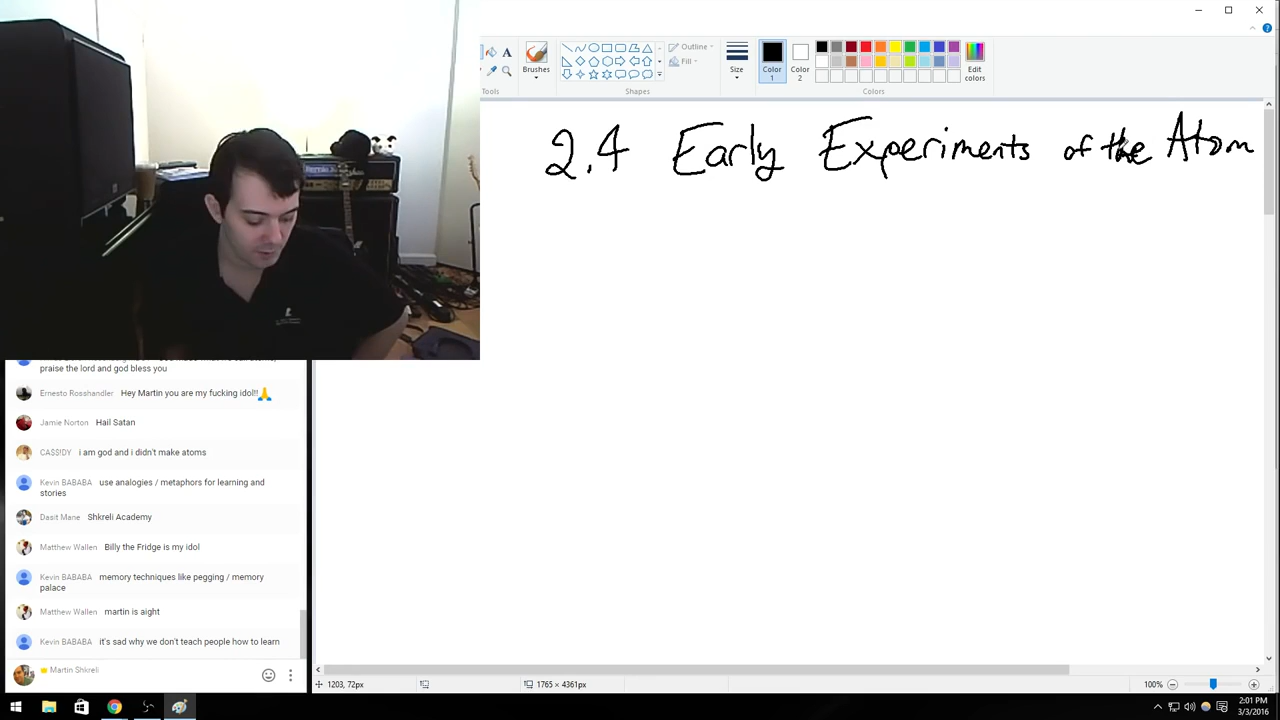 Tools
A
Brushes
Outline
Fill
Shapes
Size
Color
1
Color
2
Edit
colors
Colors
2.4 Early Experiments of the Atom
praise the lord and god bless you
Ernesto Rosshandler Hey Martin you are my fucking idol!!🙏
Jamie Norton Hail Satan
CA$$!DY i am god and i didn't make atoms
Kevin BABABA use analogies / metaphors for learning and
stories
Dasit Mane Shkreli Academy
Matthew Wallen Billy the Fridge is my idol
Kevin BABABA memory techniques like pegging / memory
palace
Matthew Wallen martin is aight
Kevin BABABA it's sad why we don't teach people how to learn
Martin Shkreli
1203, 72px
1765 × 4361px
100%
2:01 PM
3/3/2016